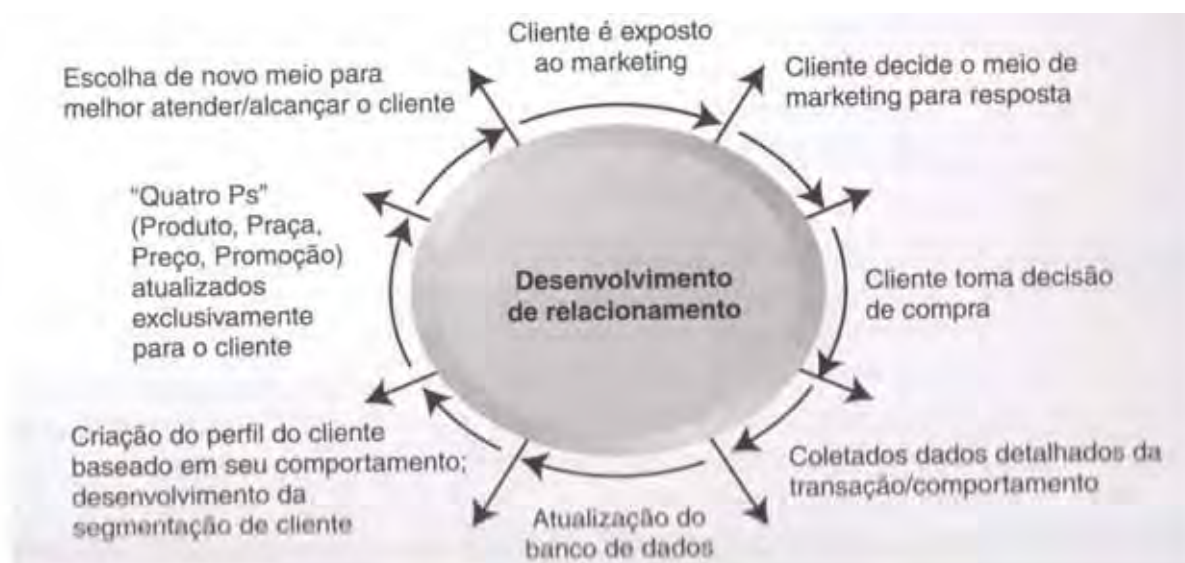 Cliente é exposto
ao marketing
Cliente decide o meio de
marketing para resposta
Cliente toma decisão
de compra
Coletados dados detalhados da
transação/comportamento
Atualização do
banco de dados
Criação do perfil do cliente
baseado em seu comportamento;
desenvolvimento da
segmentação de cliente
"Quatro Ps"
(Produto, Praça,
Preço, Promoção)
atualizados
exclusivamente
para o cliente
Escolha de novo meio para
melhor atender/alcançar o cliente
Desenvolvimento
de relacionamento